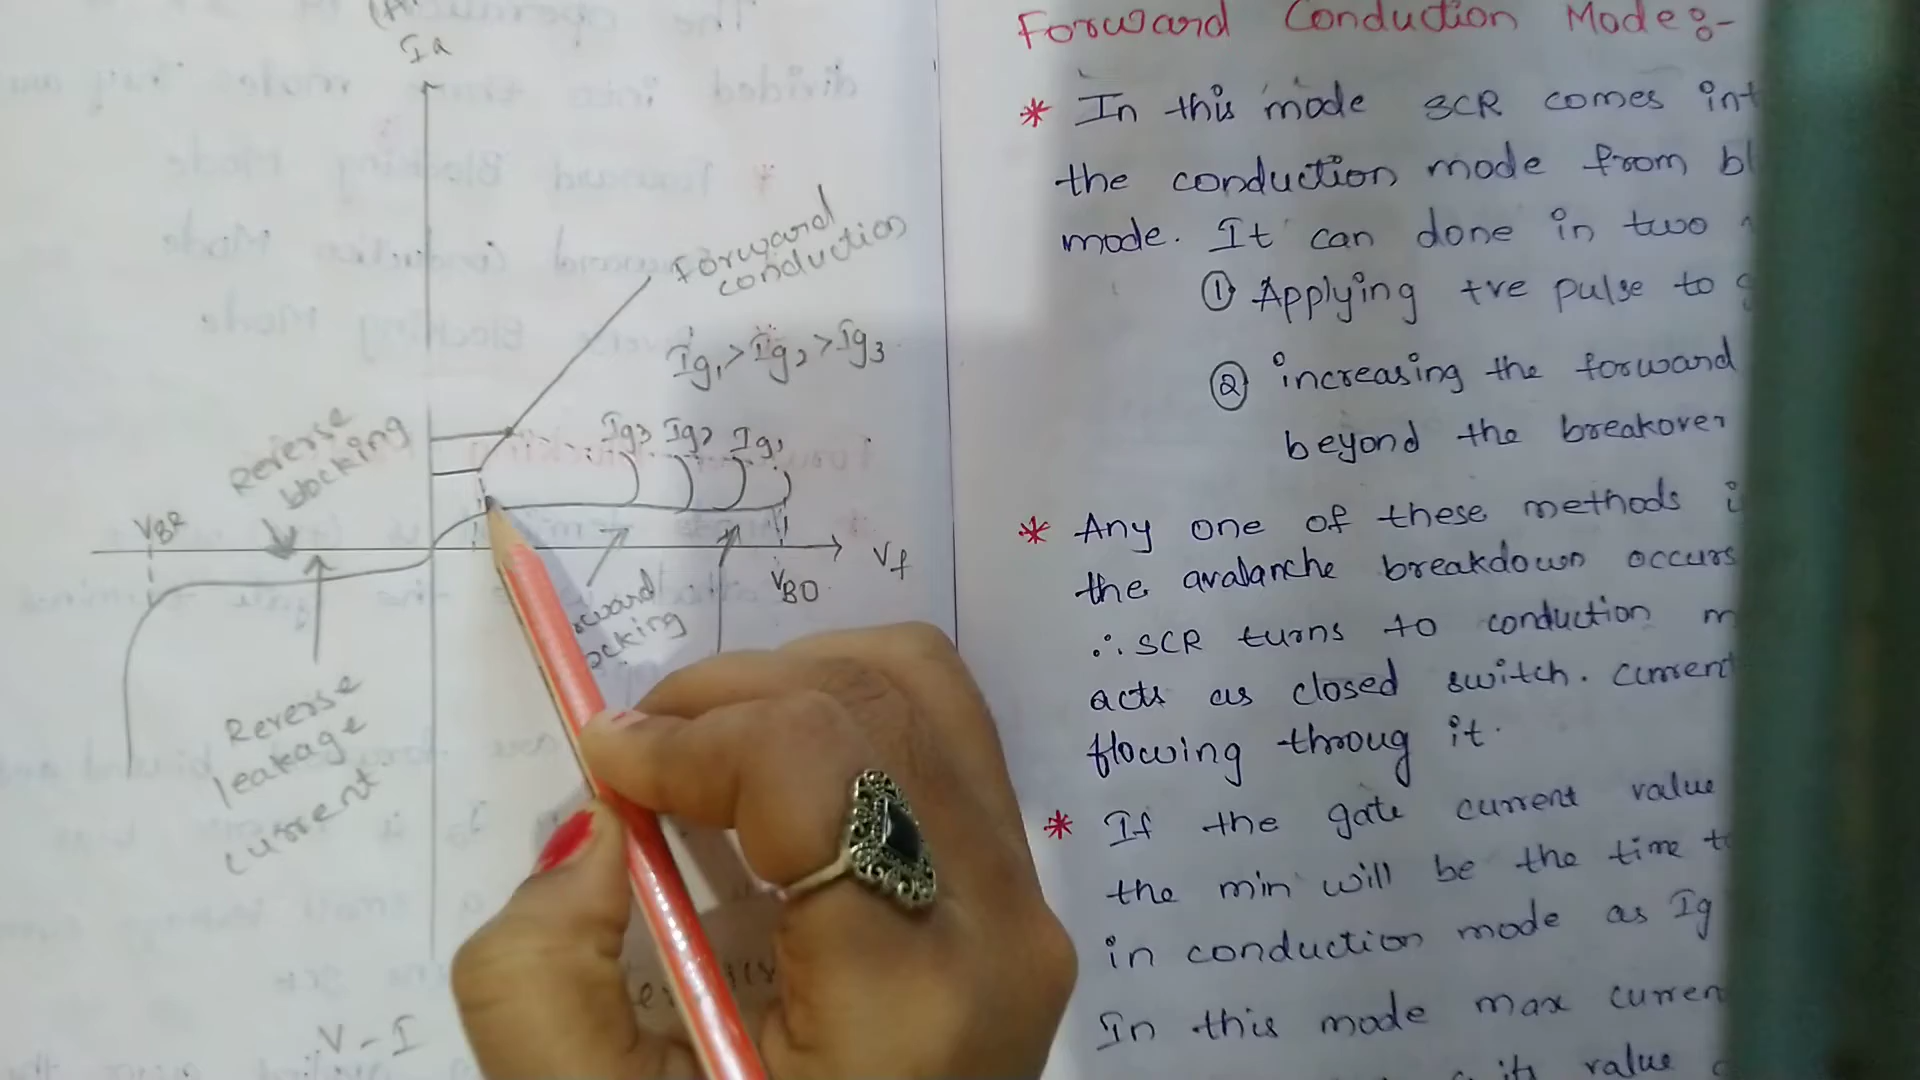 Ia
Forward
conduction
Ig1 > Ig2 > Ig3
Reverse
blocking
Ig3 Ig2 Ig1
VBR
Vf
VBO
Reverse
leakage
current
V - I
Forward Conduction Mode:-
* In this mode SCR comes int
the conduction mode from bl
mode. It can done in two
① Applying +ve pulse to g
② increasing the forward
beyond the breakover
* Any one of these methods i
the avalanche breakdown occurs
∴ SCR turns to conduction m
acts as closed switch. current
flowing throug it.
* If the gate current value
the min will be the time t
in conduction mode as Ig
In this mode max curren
its value